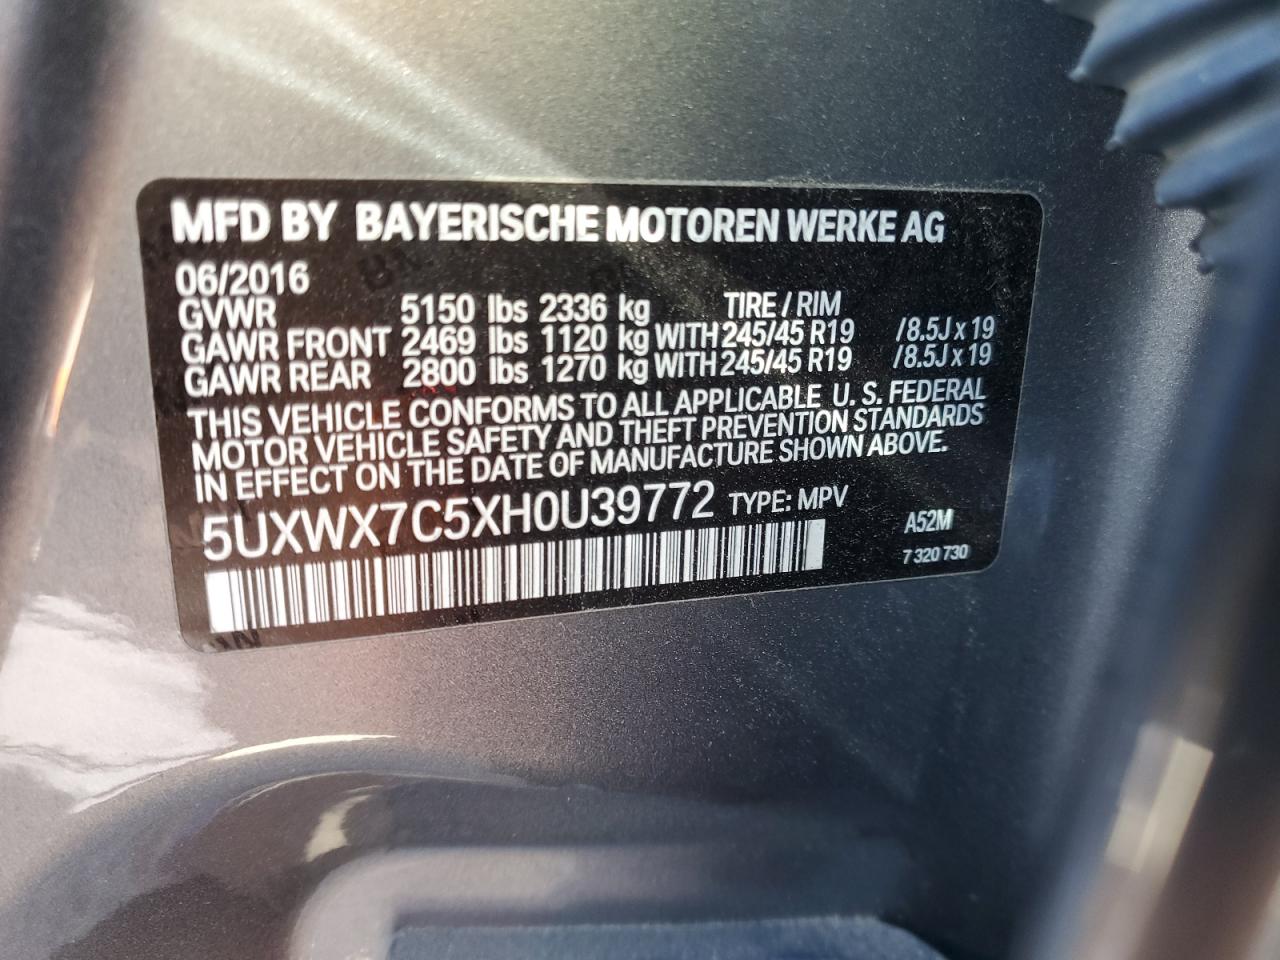 MFD BY BAYERISCHE MOTOREN WERKE AG
06/2016
GVWR 5150 lbs 2336 kg TIRE / RIM
GAWR FRONT 2469 lbs 1120 kg WITH 245/45 R19 /8.5J x 19
GAWR REAR 2800 lbs 1270 kg WITH 245/45 R19 /8.5J x 19
THIS VEHICLE CONFORMS TO ALL APPLICABLE U. S. FEDERAL
MOTOR VEHICLE SAFETY AND THEFT PREVENTION STANDARDS
IN EFFECT ON THE DATE OF MANUFACTURE SHOWN ABOVE.
5UXWX7C5XH0U39772 TYPE: MPV
A52M
7 320 730